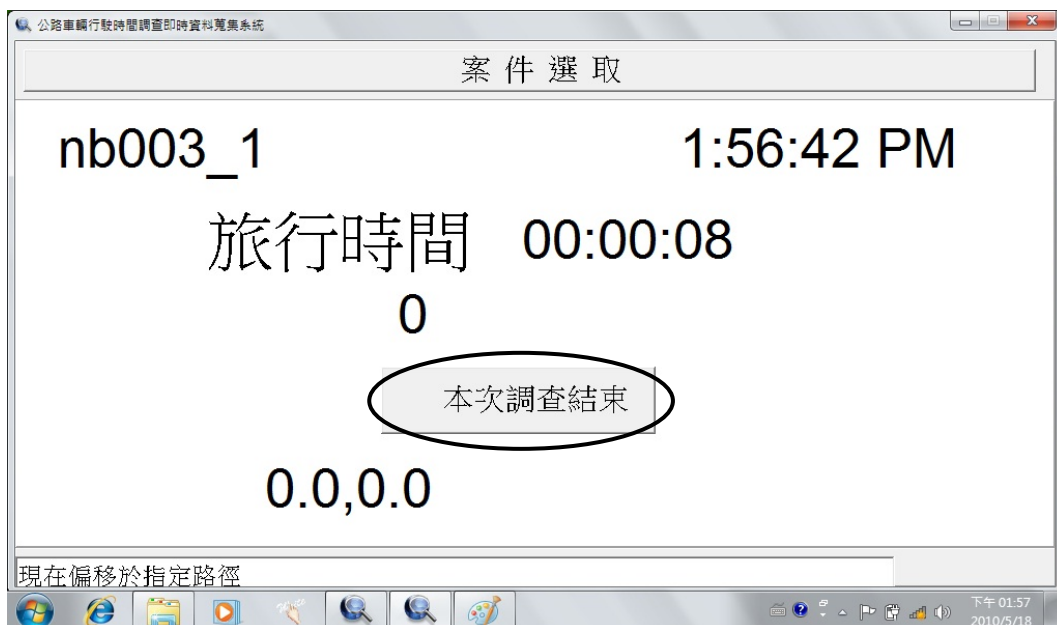 公路車輛行駛時間調查即時資料蒐集系統
案件選取
nb003_1
1:56:42 PM
旅行時間 00:00:08
0
本次調查結束
0.0,0.0
現在偏移於指定路徑
下午 01:57
2010/5/18